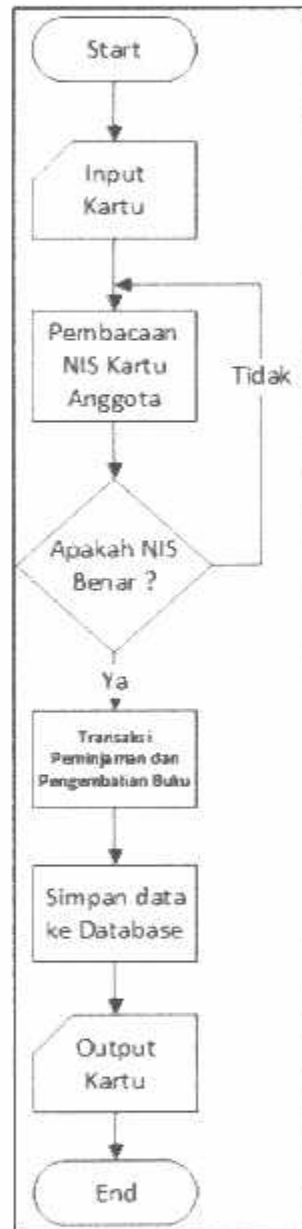 Start
Input
Kartu
Pembacaan
NIS Kartu
Anggota
Tidak
Apakah NIS
Benar ?
Ya
Transaksi
Peminjaman dan
Pengembalian Buku
Simpan data
ke Database
Output
Kartu
End